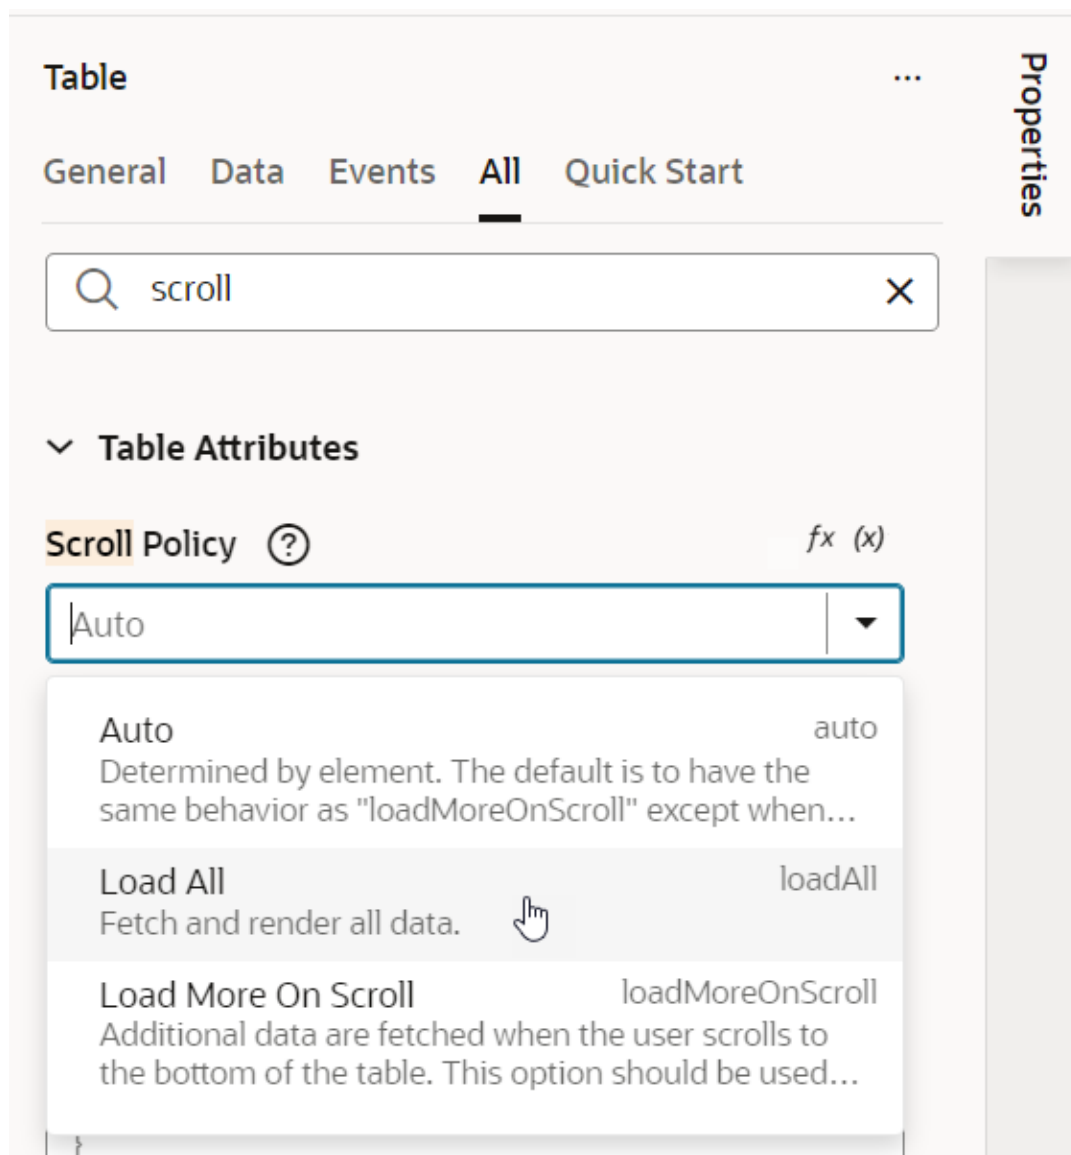 Table
...
Properties
General Data Events All Quick Start
scroll
Table Attributes
Scroll Policy ? fx (x)
Auto
Auto auto
Determined by element. The default is to have the
same behavior as "loadMoreOnScroll" except when...
Load All loadAll
Fetch and render all data.
Load More On Scroll loadMoreOnScroll
Additional data are fetched when the user scrolls to
the bottom of the table. This option should be used...
}